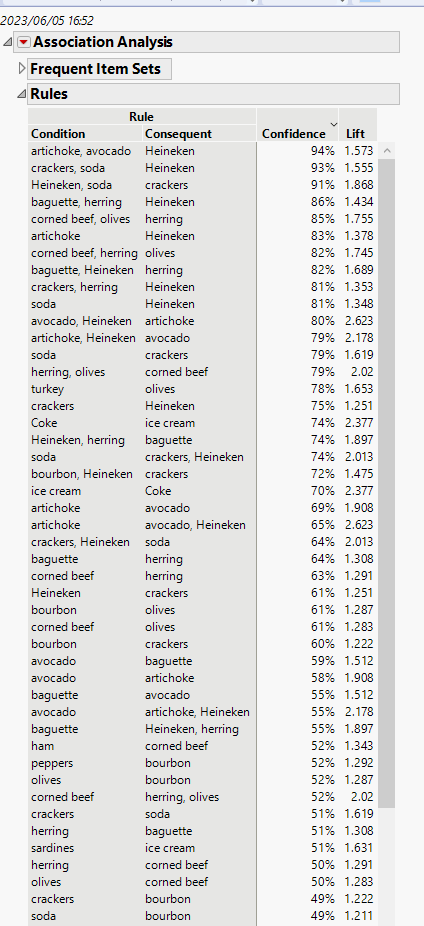 2023/06/05 16:52
Association Analysis
Frequent Item Sets
Rules
Rule
Condition Consequent Confidence Lift
artichoke, avocado Heineken 94% 1.573
crackers, soda Heineken 93% 1.555
Heineken, soda crackers 91% 1.868
baguette, herring Heineken 86% 1.434
corned beef, olives herring 85% 1.755
artichoke Heineken 83% 1.378
corned beef, herring olives 82% 1.745
baguette, Heineken herring 82% 1.689
crackers, herring Heineken 81% 1.353
soda Heineken 81% 1.348
avocado, Heineken artichoke 80% 2.623
artichoke, Heineken avocado 79% 2.178
soda crackers 79% 1.619
herring, olives corned beef 79% 2.02
turkey olives 78% 1.653
crackers Heineken 75% 1.251
Coke ice cream 74% 2.377
Heineken, herring baguette 74% 1.897
soda crackers, Heineken 74% 2.013
bourbon, Heineken crackers 72% 1.475
ice cream Coke 70% 2.377
artichoke avocado 69% 1.908
artichoke avocado, Heineken 65% 2.623
crackers, Heineken soda 64% 2.013
baguette herring 64% 1.308
corned beef herring 63% 1.291
Heineken crackers 61% 1.251
bourbon olives 61% 1.287
corned beef olives 61% 1.283
bourbon crackers 60% 1.222
avocado baguette 59% 1.512
avocado artichoke 58% 1.908
baguette avocado 55% 1.512
avocado artichoke, Heineken 55% 2.178
baguette Heineken, herring 55% 1.897
ham corned beef 52% 1.343
peppers bourbon 52% 1.292
olives bourbon 52% 1.287
corned beef herring, olives 52% 2.02
crackers soda 51% 1.619
herring baguette 51% 1.308
sardines ice cream 51% 1.631
herring corned beef 50% 1.291
olives corned beef 50% 1.283
crackers bourbon 49% 1.222
soda bourbon 49% 1.211